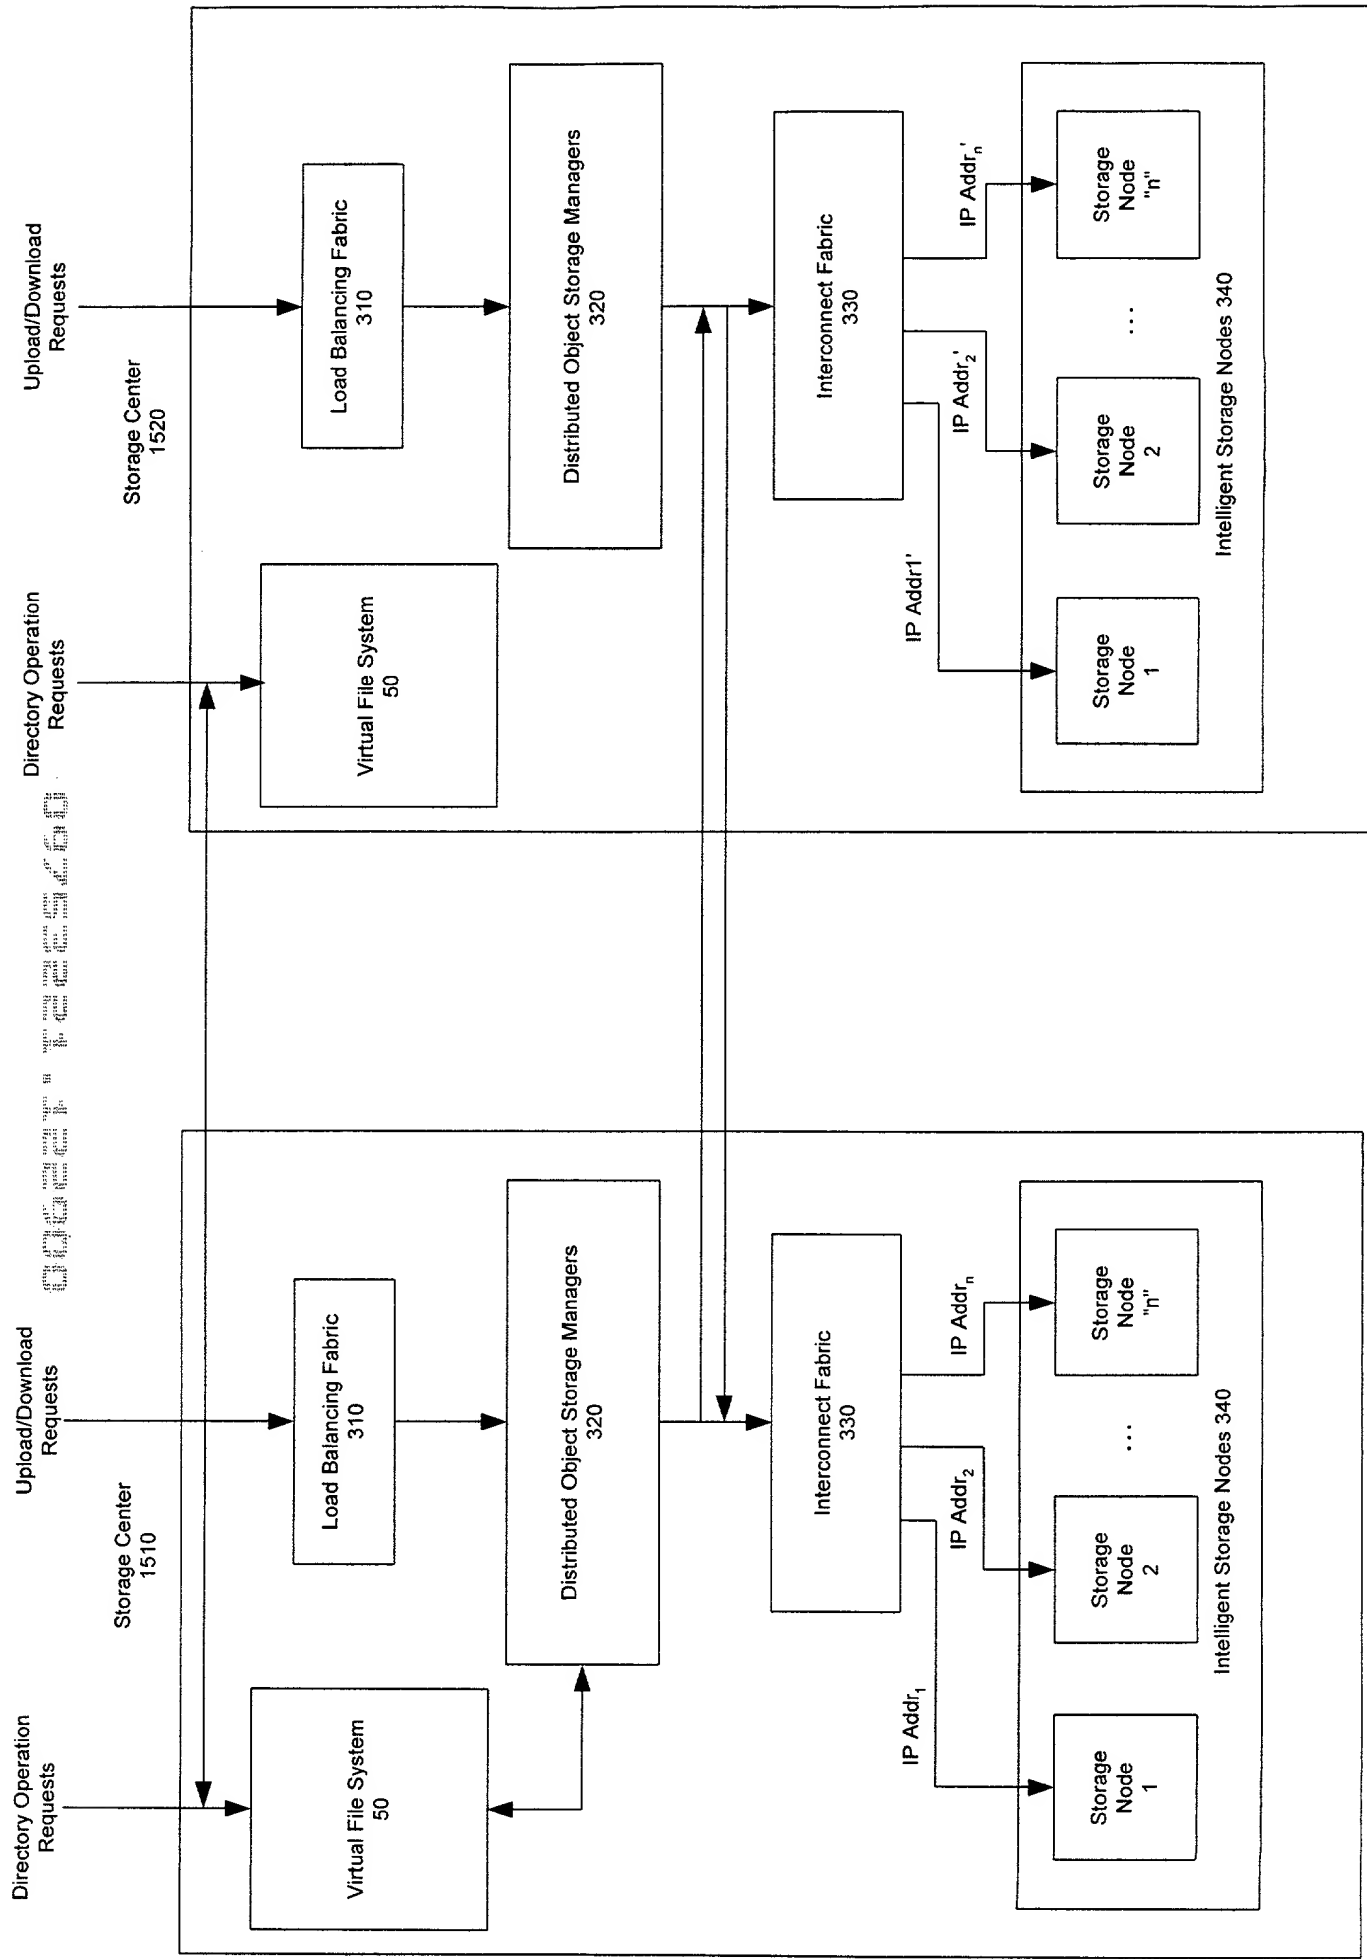 Directory Operation
Requests
Upload/Download
Requests
Storage Center
1510
Virtual File System
50
Load Balancing Fabric
310
Distributed Object Storage Managers
320
Interconnect Fabric
330
IP Addr₁
IP Addr₂
IP Addrₙ
Storage
Node
1
Storage
Node
2
...
Storage
Node
"n"
Intelligent Storage Nodes 340
Directory Operation
Requests
Upload/Download
Requests
Storage Center
1520
Virtual File System
50
Load Balancing Fabric
310
Distributed Object Storage Managers
320
Interconnect Fabric
330
IP Addr1'
IP Addr₂'
IP Addrₙ'
Storage
Node
1
Storage
Node
2
...
Storage
Node
"n"
Intelligent Storage Nodes 340